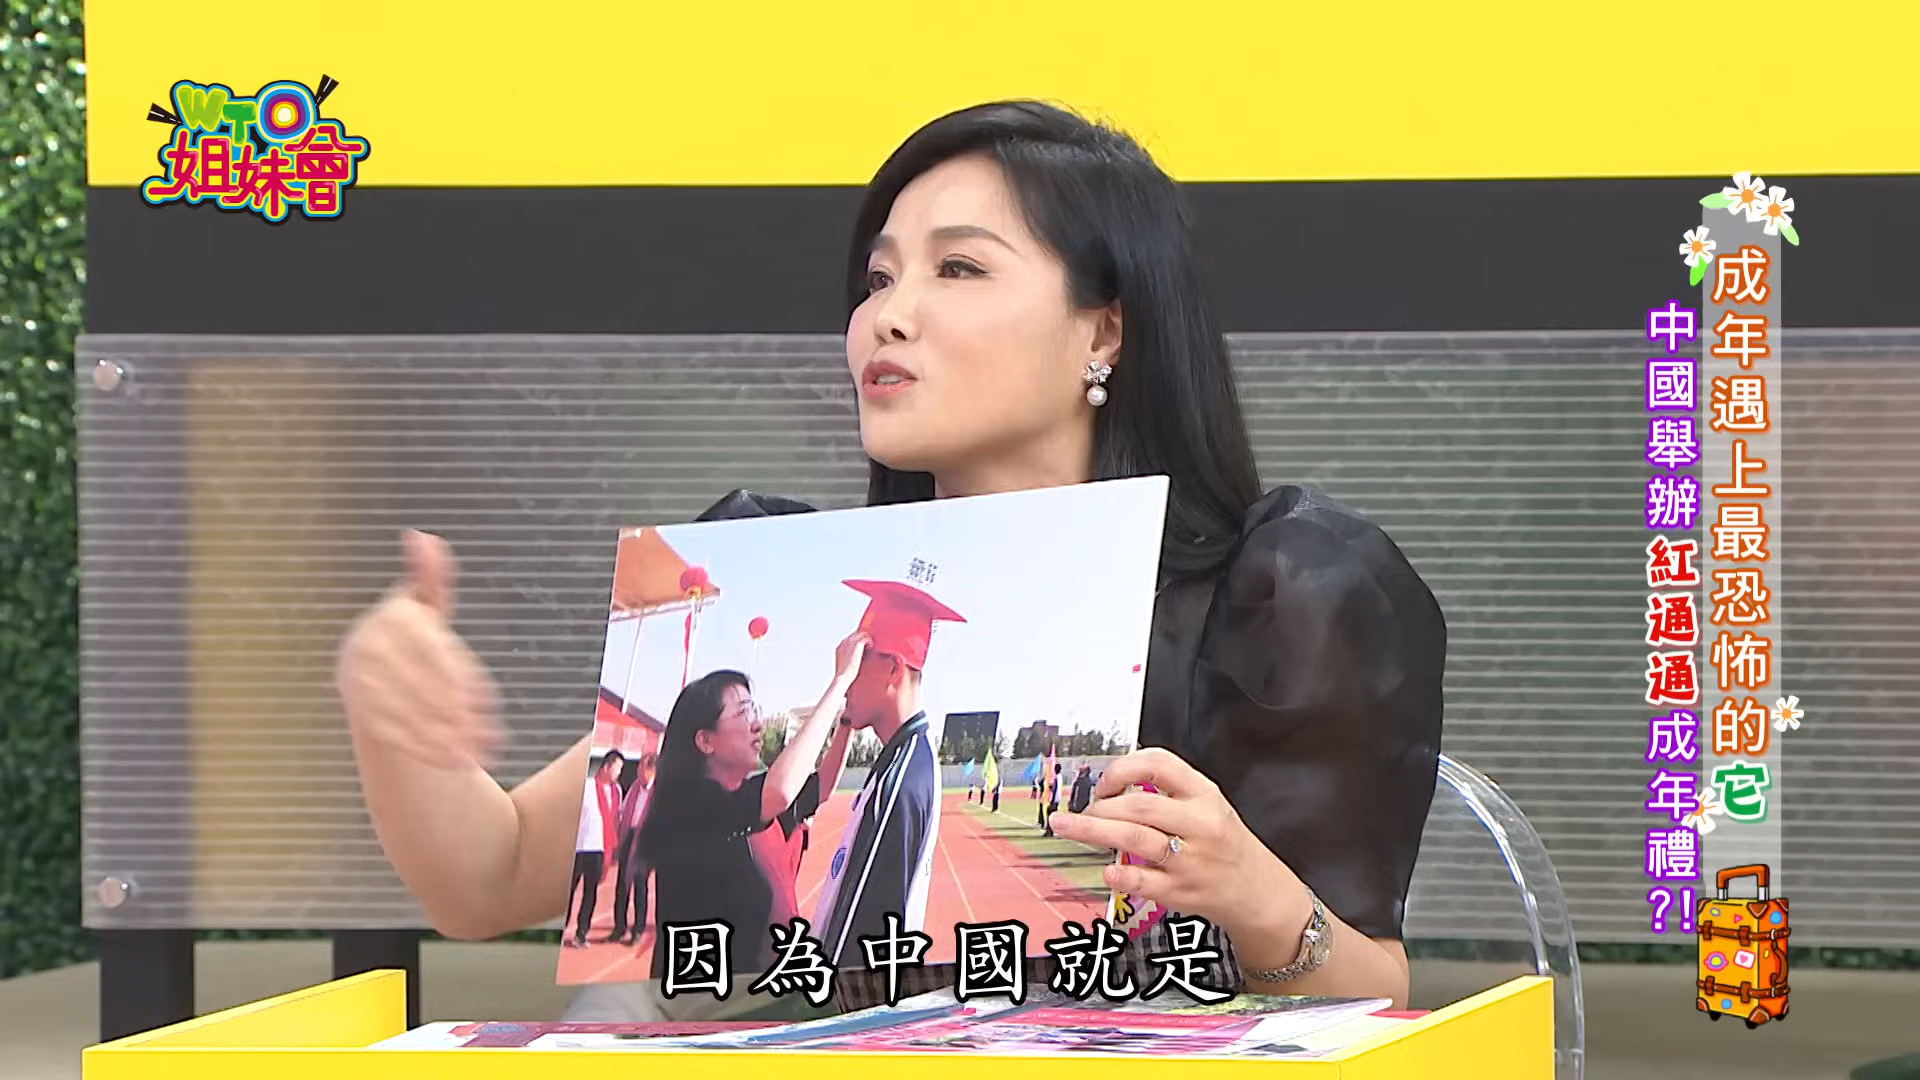 WTO
姐妹會
成年遇上最恐怖的它
中國舉辦紅通通成年禮?!
因為中國就是